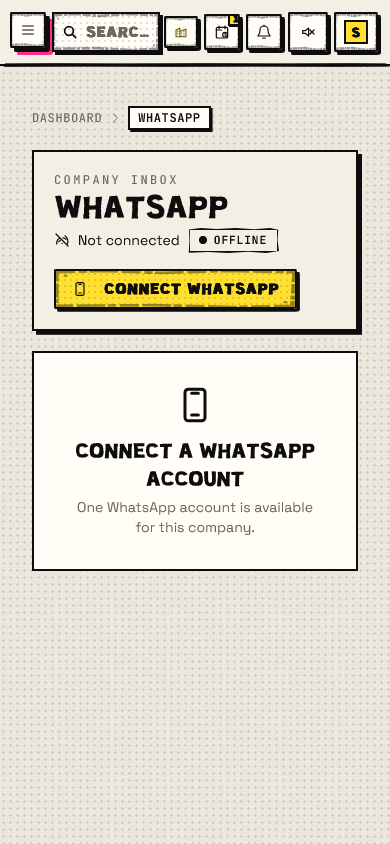 SEARC…
S
DASHBOARD
WHATSAPP
COMPANY INBOX
WHATSAPP
Not connected
OFFLINE
CONNECT WHATSAPP
CONNECT A WHATSAPP
ACCOUNT
One WhatsApp account is available
for this company.